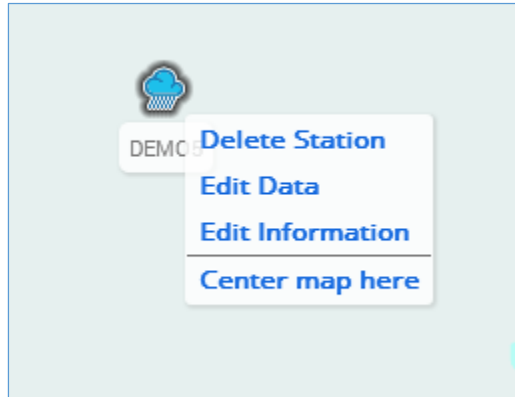 DEMO
Delete Station
Edit Data
Edit Information
Center map here